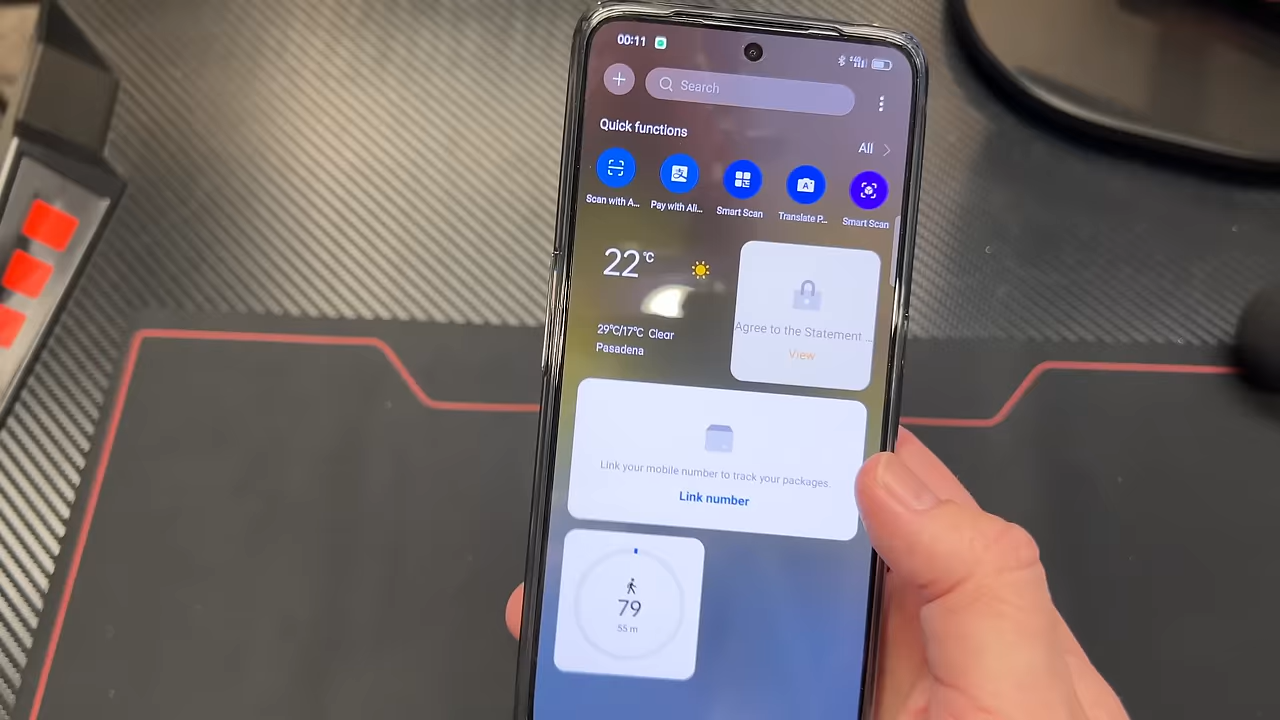 00:11
Search
Quick functions
All
Scan with A...
Pay with Ali...
Smart Scan
Translate P...
Smart Scan
22°C
29°C/17°C Clear
Pasadena
Agree to the Statement ...
View
Link your mobile number to track your packages.
Link number
79
55 m